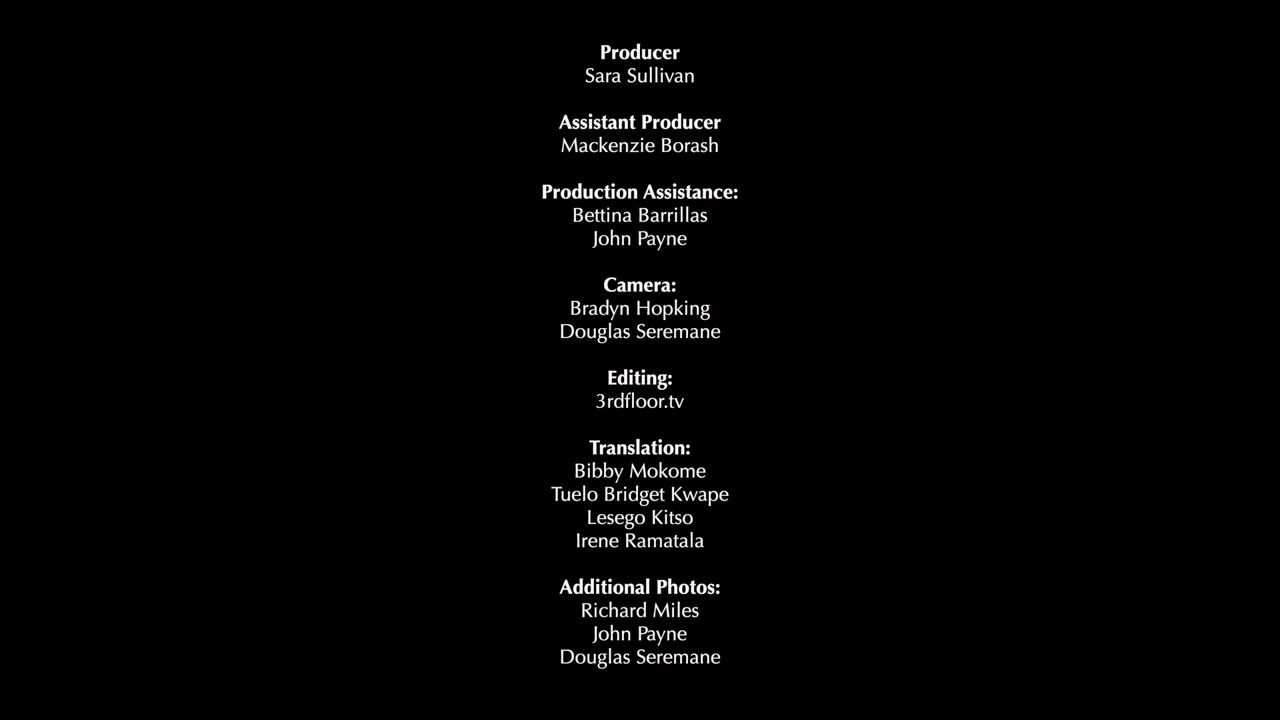 Producer
Sara Sullivan
Assistant Producer
Mackenzie Borash
Production Assistance:
Bettina Barrillas
John Payne
Camera:
Bradyn Hopking
Douglas Seremane
Editing:
3rdfloor.tv
Translation:
Bibby Mokome
Tuelo Bridget Kwape
Lesego Kitso
Irene Ramatala
Additional Photos:
Richard Miles
John Payne
Douglas Seremane